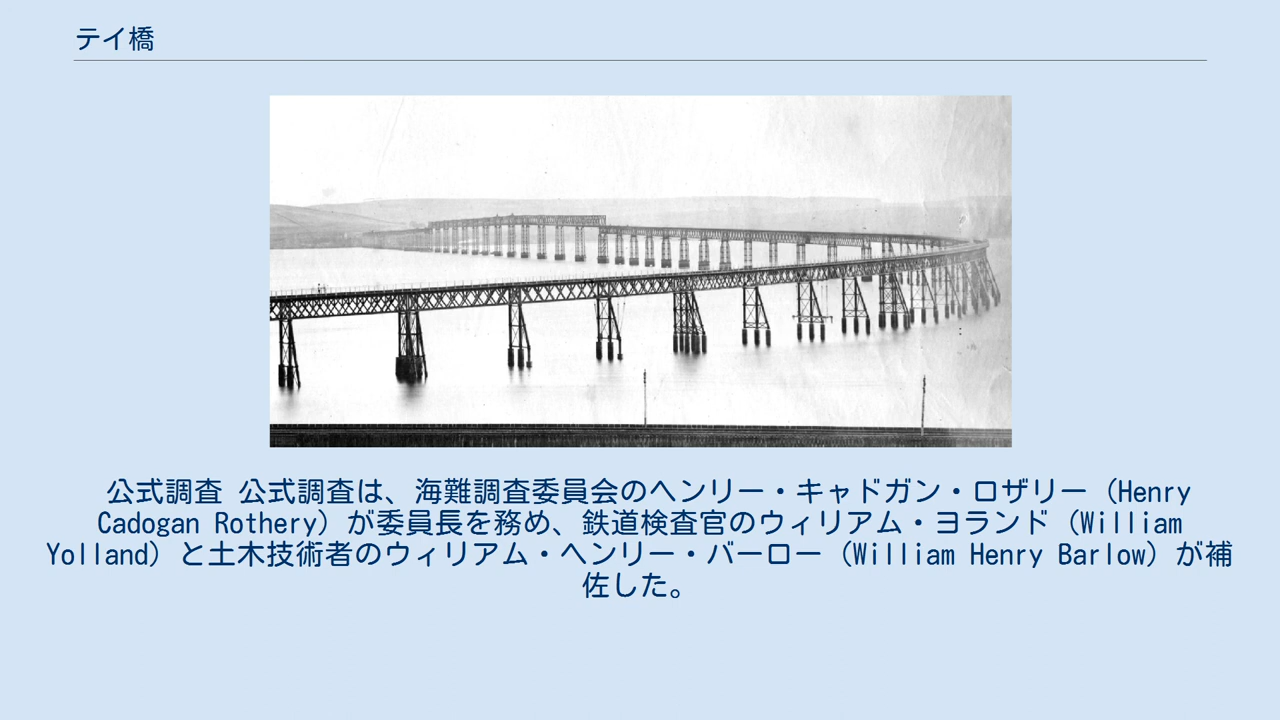 テイ橋
公式調査 公式調査は、海難調査委員会のヘンリー・キャドガン・ロザリー（Henry
Cadogan Rothery）が委員長を務め、鉄道検査官のウィリアム・ヨランド（William
Yolland）と土木技術者のウィリアム・ヘンリー・バーロー（William Henry Barlow）が補
佐した。